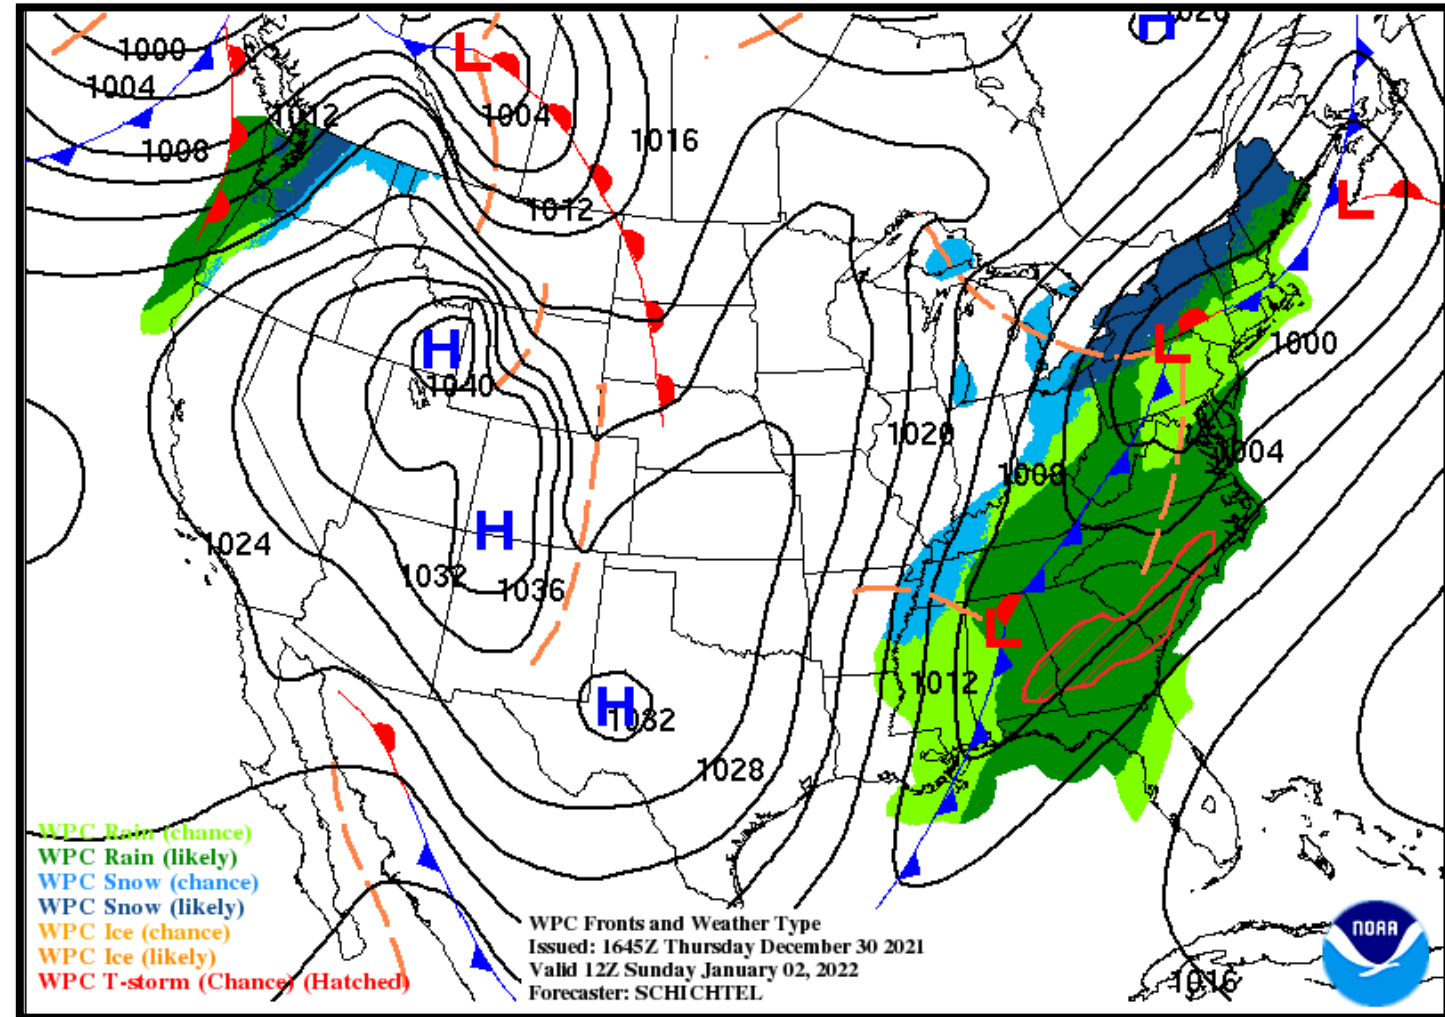 1028
H
1000
L
1004
1004
1012
1008
1016
L
1012
L
1000
H
1040
1020
1004
1008
H
1024
1032
1036
L
1012
H
1032
1028
WPC Rain (chance)
WPC Rain (likely)
WPC Snow (chance)
WPC Snow (likely)
WPC Ice (chance)
WPC Ice (likely)
WPC T-storm (Chance) (Hatched)
WPC Fronts and Weather Type
Issued: 1645Z Thursday December 30 2021
Valid 12Z Sunday January 02, 2022
Forecaster: SCHICHTEL
NOAA
1016